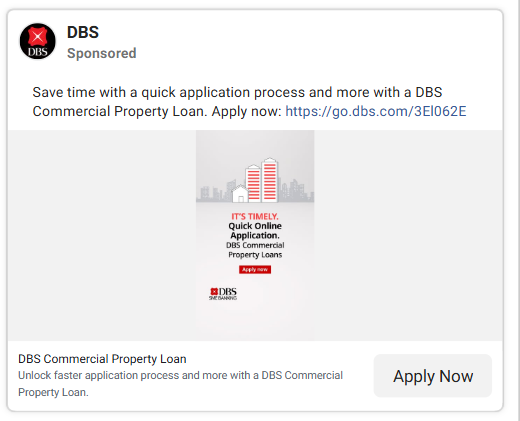 DBS
DBS
Sponsored
Save time with a quick application process and more with a DBS
Commercial Property Loan. Apply now: https://go.dbs.com/3El062E
IT'S TIMELY.
Quick Online
Application.
DBS Commercial
Property Loans
Apply now
DBS
SME BANKING
DBS Commercial Property Loan
Unlock faster application process and more with a DBS Commercial
Property Loan.
Apply Now